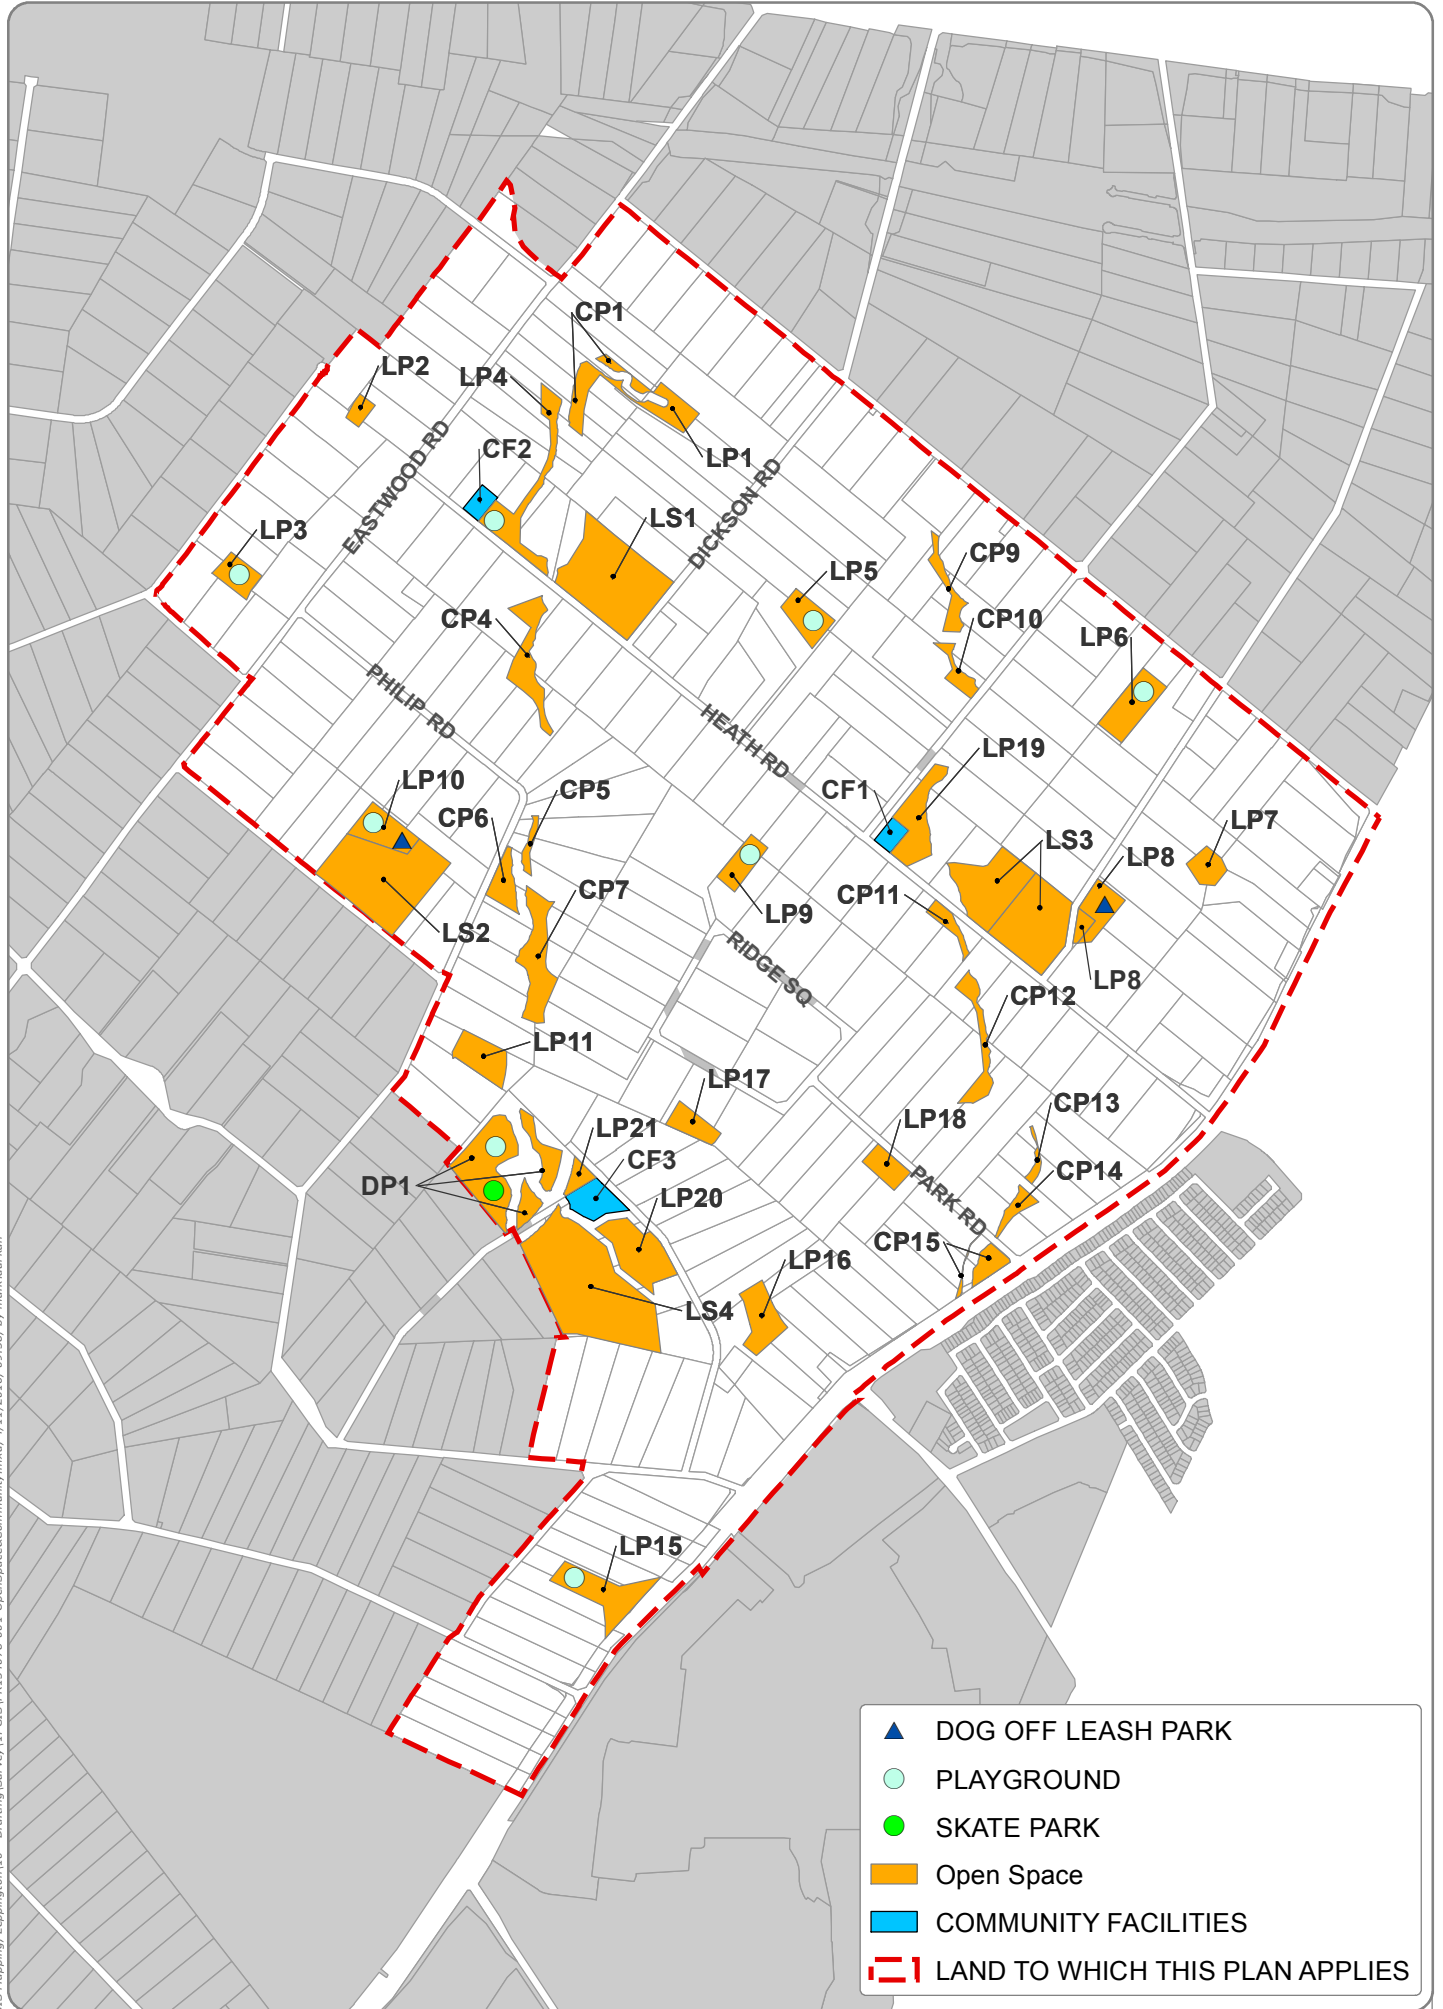 CP1
LP2
LP4
CF2
LP1
EASTWOOD RD
DICKSON RD
LS1
LP3
CP9
LP5
CP4
CP10
LP6
PHILIP RD
HEATH RD
LP19
LP10
CP5
CF1
CP6
LP7
LS3
LP8
CP7
CP11
LP9
LS2
RIDGE SQ
LP8
CP12
LP11
LP17
CP13
LP18
LP21
CF3
CP14
DP1
LP20
PARK RD
CP15
LP16
LS4
LP15
DOG OFF LEASH PARK
PLAYGROUND
SKATE PARK
Open Space
COMMUNITY FACILITIES
LAND TO WHICH THIS PLAN APPLIES